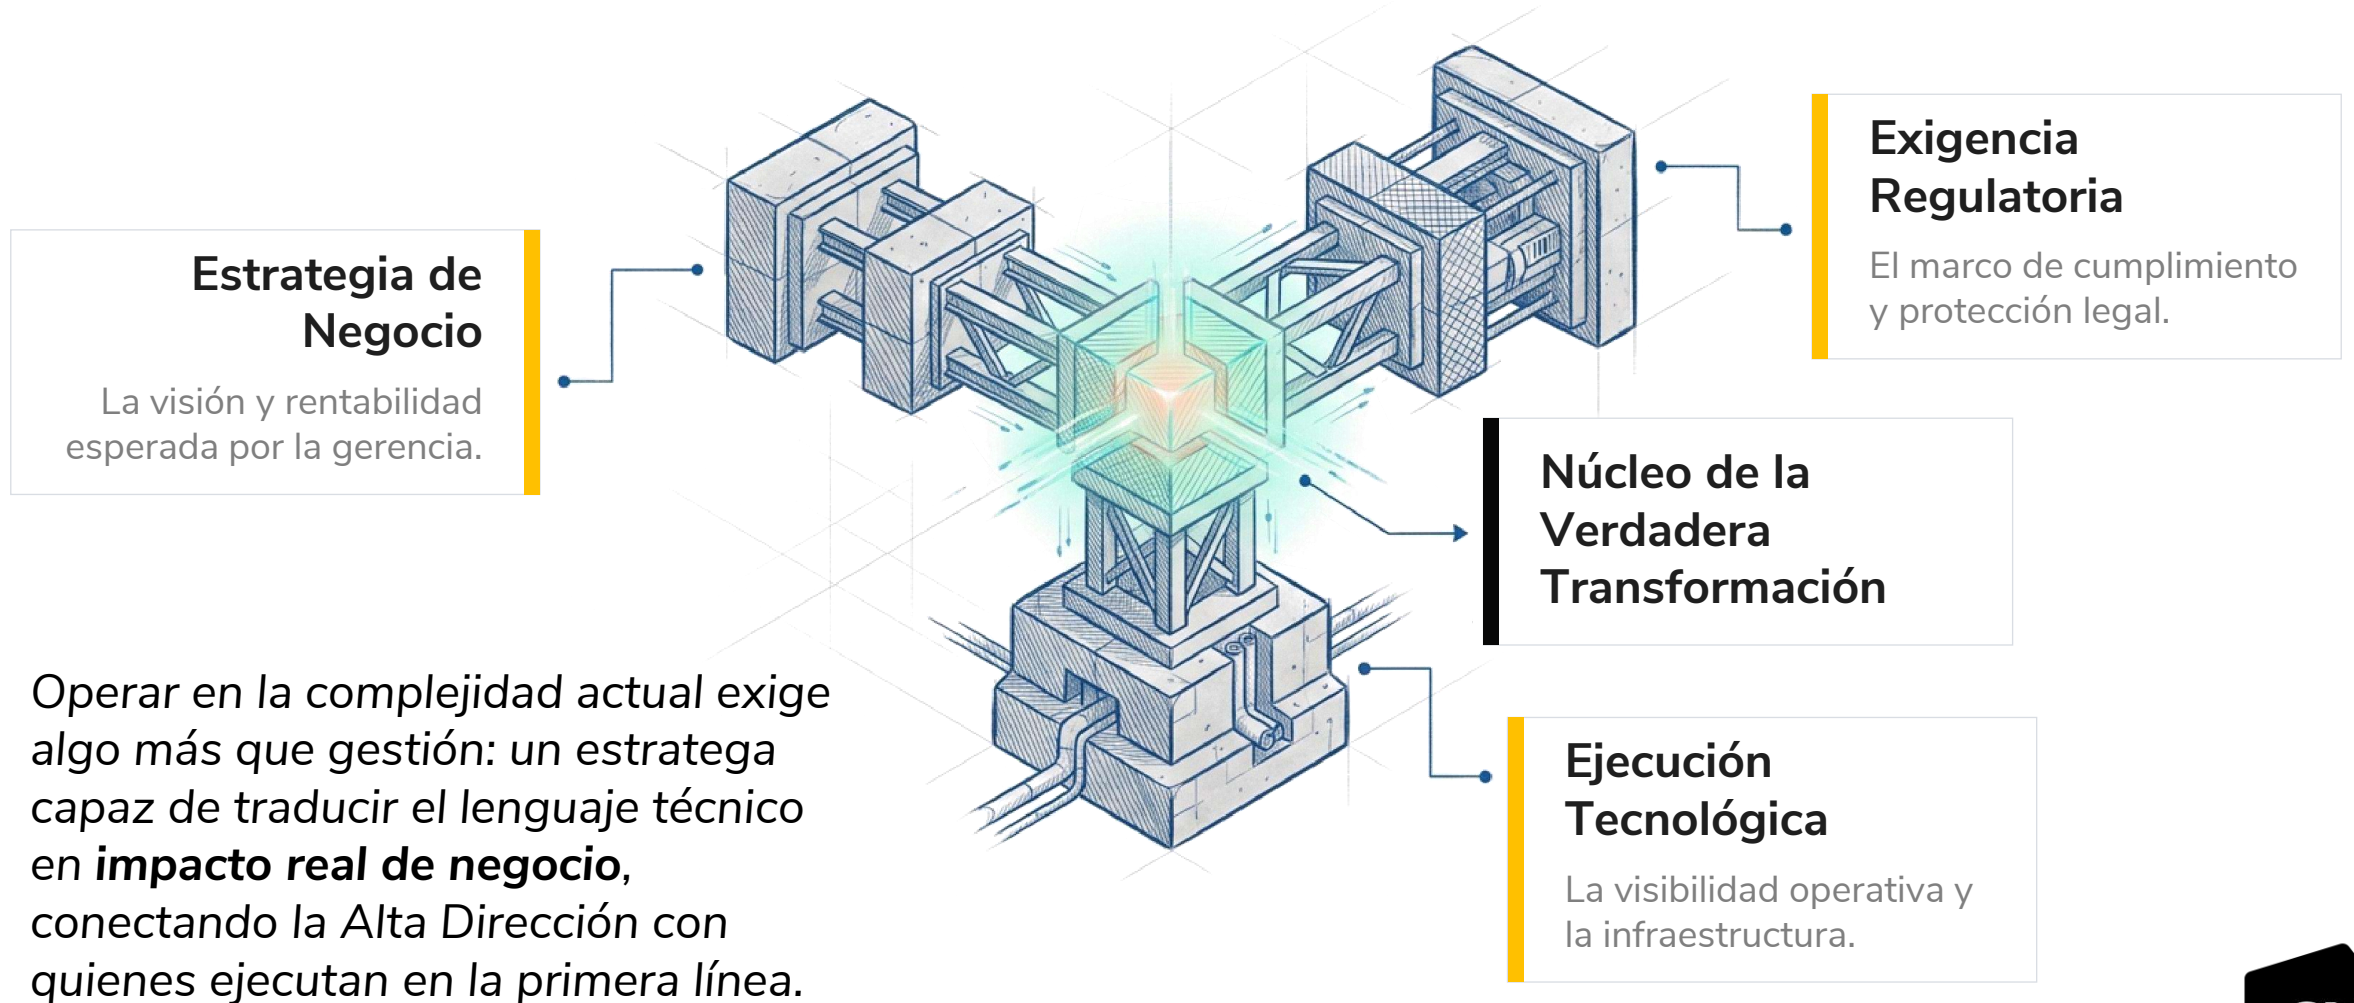 Estrategia de
Negocio
La visión y rentabilidad
esperada por la gerencia.
Exigencia
Regulatoria
El marco de cumplimiento
y protección legal.
Núcleo de la
Verdadera
Transformación
Ejecución
Tecnológica
La visibilidad operativa y
la infraestructura.
Operar en la complejidad actual exige
algo más que gestión: un estratega
capaz de traducir el lenguaje técnico
en impacto real de negocio,
conectando la Alta Dirección con
quienes ejecutan en la primera línea.